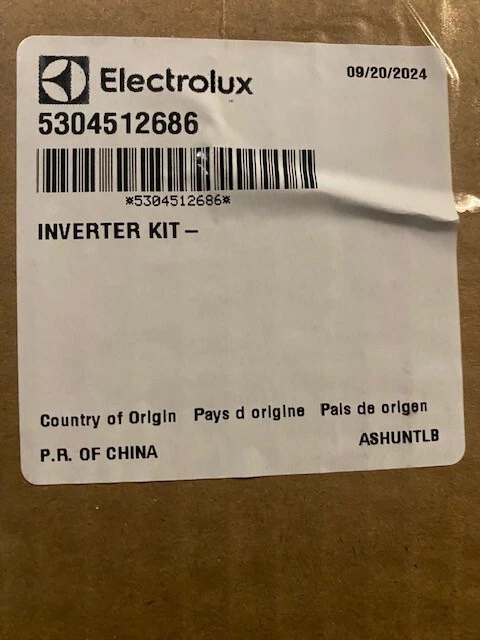 Electrolux
09/20/2024
5304512686
*5304512686*
INVERTER KIT –
Country of Origin Pays d origine Pais de origen
P.R. OF CHINA
ASHUNTLB